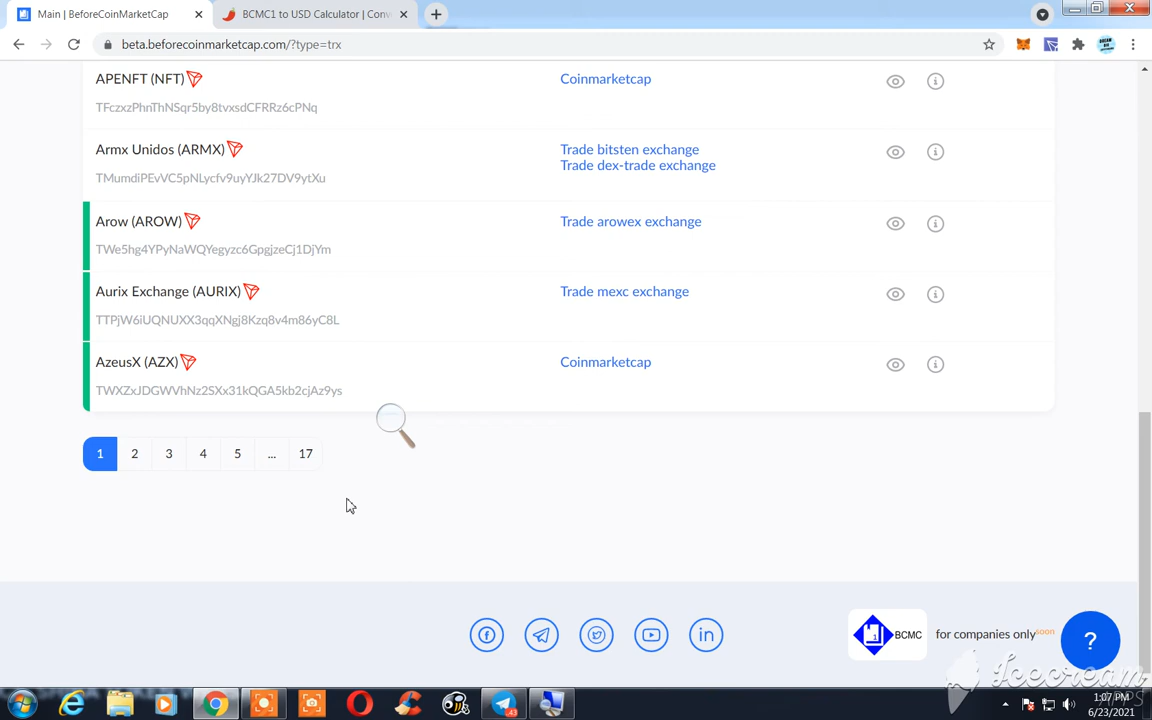 Main | BeforeCoinMarketCap
BCMC1 to USD Calculator | Conv
beta.beforecoinmarketcap.com/?type=trx
APENFT (NFT)
Coinmarketcap
TFczxzPhnThNSqr5by8tvxsdCFRRz6cPNq
Armx Unidos (ARMX)
Trade bitsten exchange
Trade dex-trade exchange
TMumdiPEvVC5pNLycfv9uyYJk27DV9ytXu
Arow (AROW)
Trade arowex exchange
TWe5hg4YPyNaWQYegyzc6GpgjzeCj1DjYm
Aurix Exchange (AURIX)
Trade mexc exchange
TTPjW6iUQNUXX3qqXNgj8Kzq8v4m86yC8L
AzeusX (AZX)
Coinmarketcap
TWXZxJDGWVhNz2SXx31kQGA5kb2cjAz9ys
1 2 3 4 5 ... 17
BCMC for companies only soon
?
Icecream
APPS
43
1:07 PM
6/23/2021